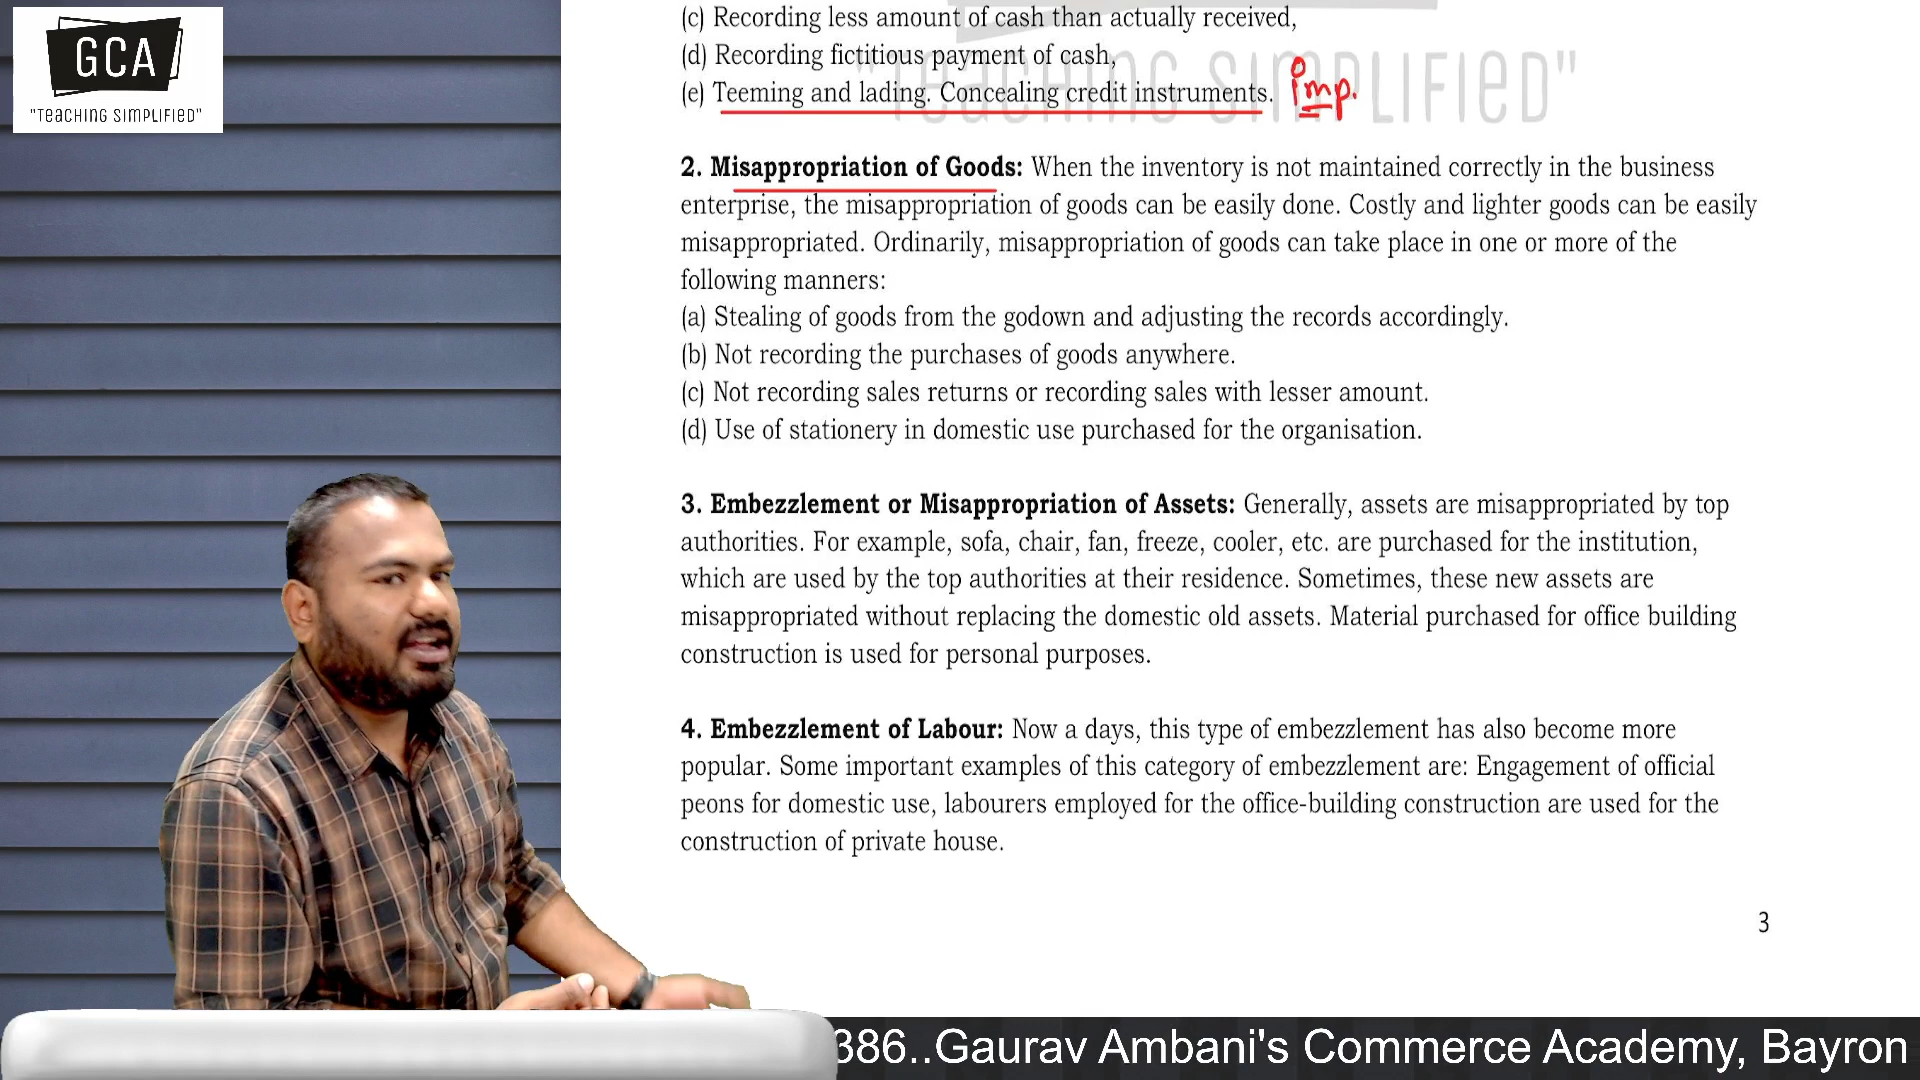 GCA
"TEACHING SIMPLIFIED"
(c) Recording less amount of cash than actually received,
(d) Recording fictitious payment of cash,
"TEACHING SIMPLIFIED"
(e) Teeming and lading. Concealing credit instruments. imp.
2. Misappropriation of Goods: When the inventory is not maintained correctly in the business
enterprise, the misappropriation of goods can be easily done. Costly and lighter goods can be easily
misappropriated. Ordinarily, misappropriation of goods can take place in one or more of the
following manners:
(a) Stealing of goods from the godown and adjusting the records accordingly.
(b) Not recording the purchases of goods anywhere.
(c) Not recording sales returns or recording sales with lesser amount.
(d) Use of stationery in domestic use purchased for the organisation.
3. Embezzlement or Misappropriation of Assets: Generally, assets are misappropriated by top
authorities. For example, sofa, chair, fan, freeze, cooler, etc. are purchased for the institution,
which are used by the top authorities at their residence. Sometimes, these new assets are
misappropriated without replacing the domestic old assets. Material purchased for office building
construction is used for personal purposes.
4. Embezzlement of Labour: Now a days, this type of embezzlement has also become more
popular. Some important examples of this category of embezzlement are: Engagement of official
peons for domestic use, labourers employed for the office-building construction are used for the
construction of private house.
3
386..Gaurav Ambani's Commerce Academy, Bayron